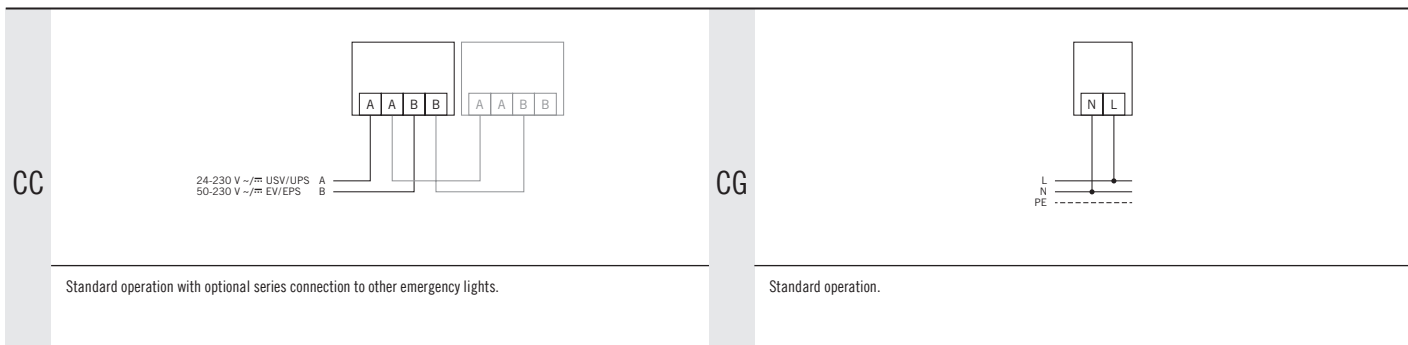 CC
A A B B
A A B B
24-230 V ~/⎓ USV/UPS A
50-230 V ~/⎓ EV/EPS B
Standard operation with optional series connection to other emergency lights.
CG
N L
L
N
PE
Standard operation.